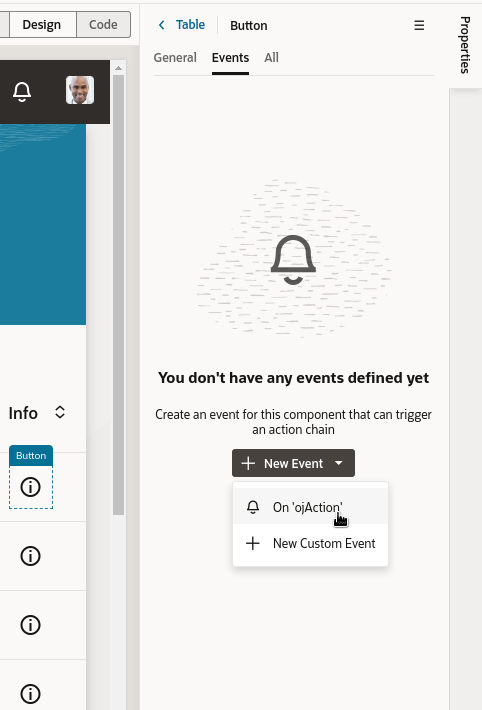 Design Code
Table Button
Properties
General Events All
You don't have any events defined yet
Create an event for this component that can trigger
an action chain
New Event
On 'ojAction'
New Custom Event
Info
Button